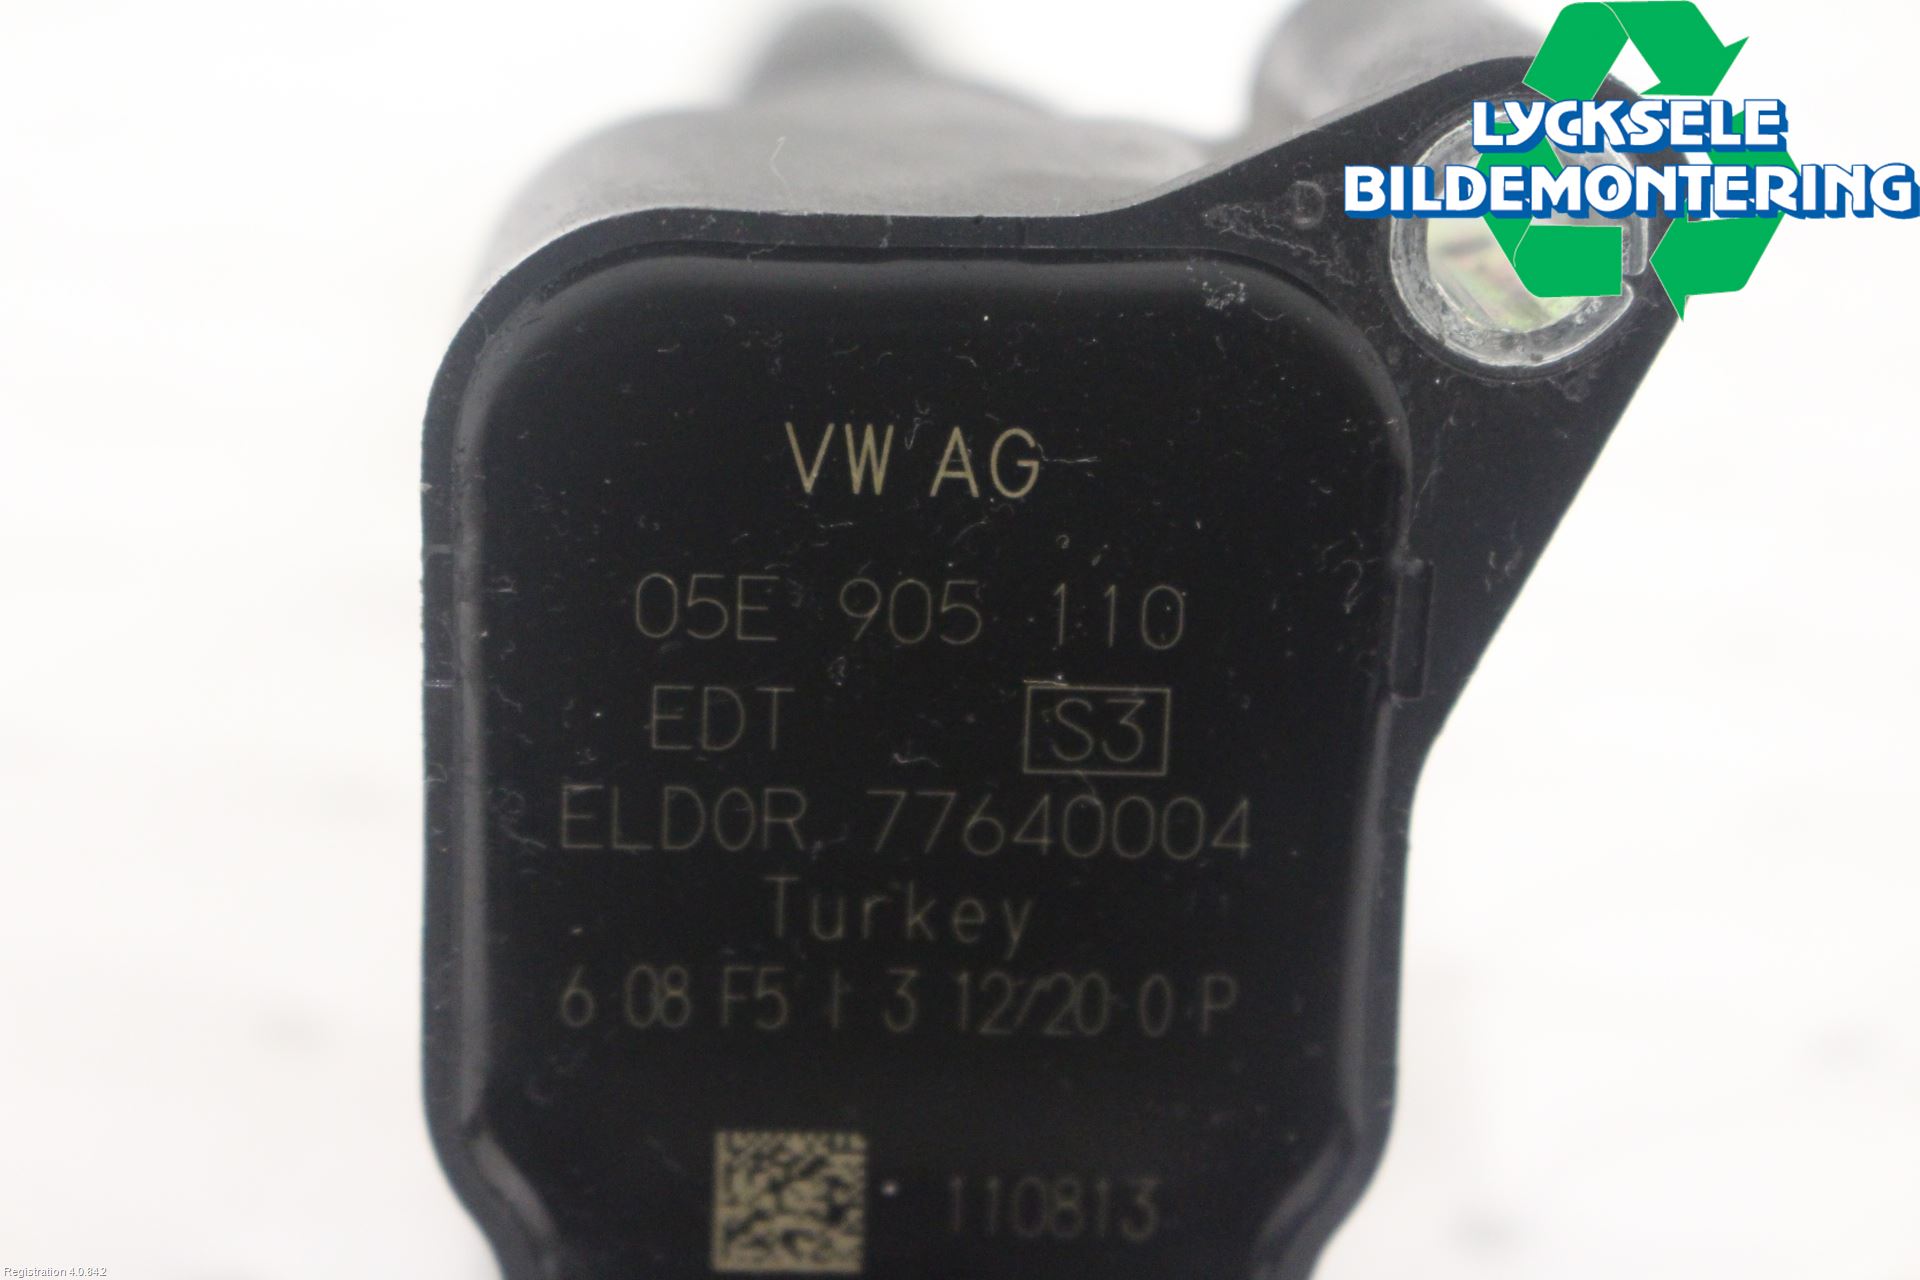 LYCKSELE
BILDEMONTERING
VW AG
05E 905 110
EDT S3
ELDOR 77640004
Turkey
6 08 F5 1 3 12/20 0 P
110813
Registration 4.0.842